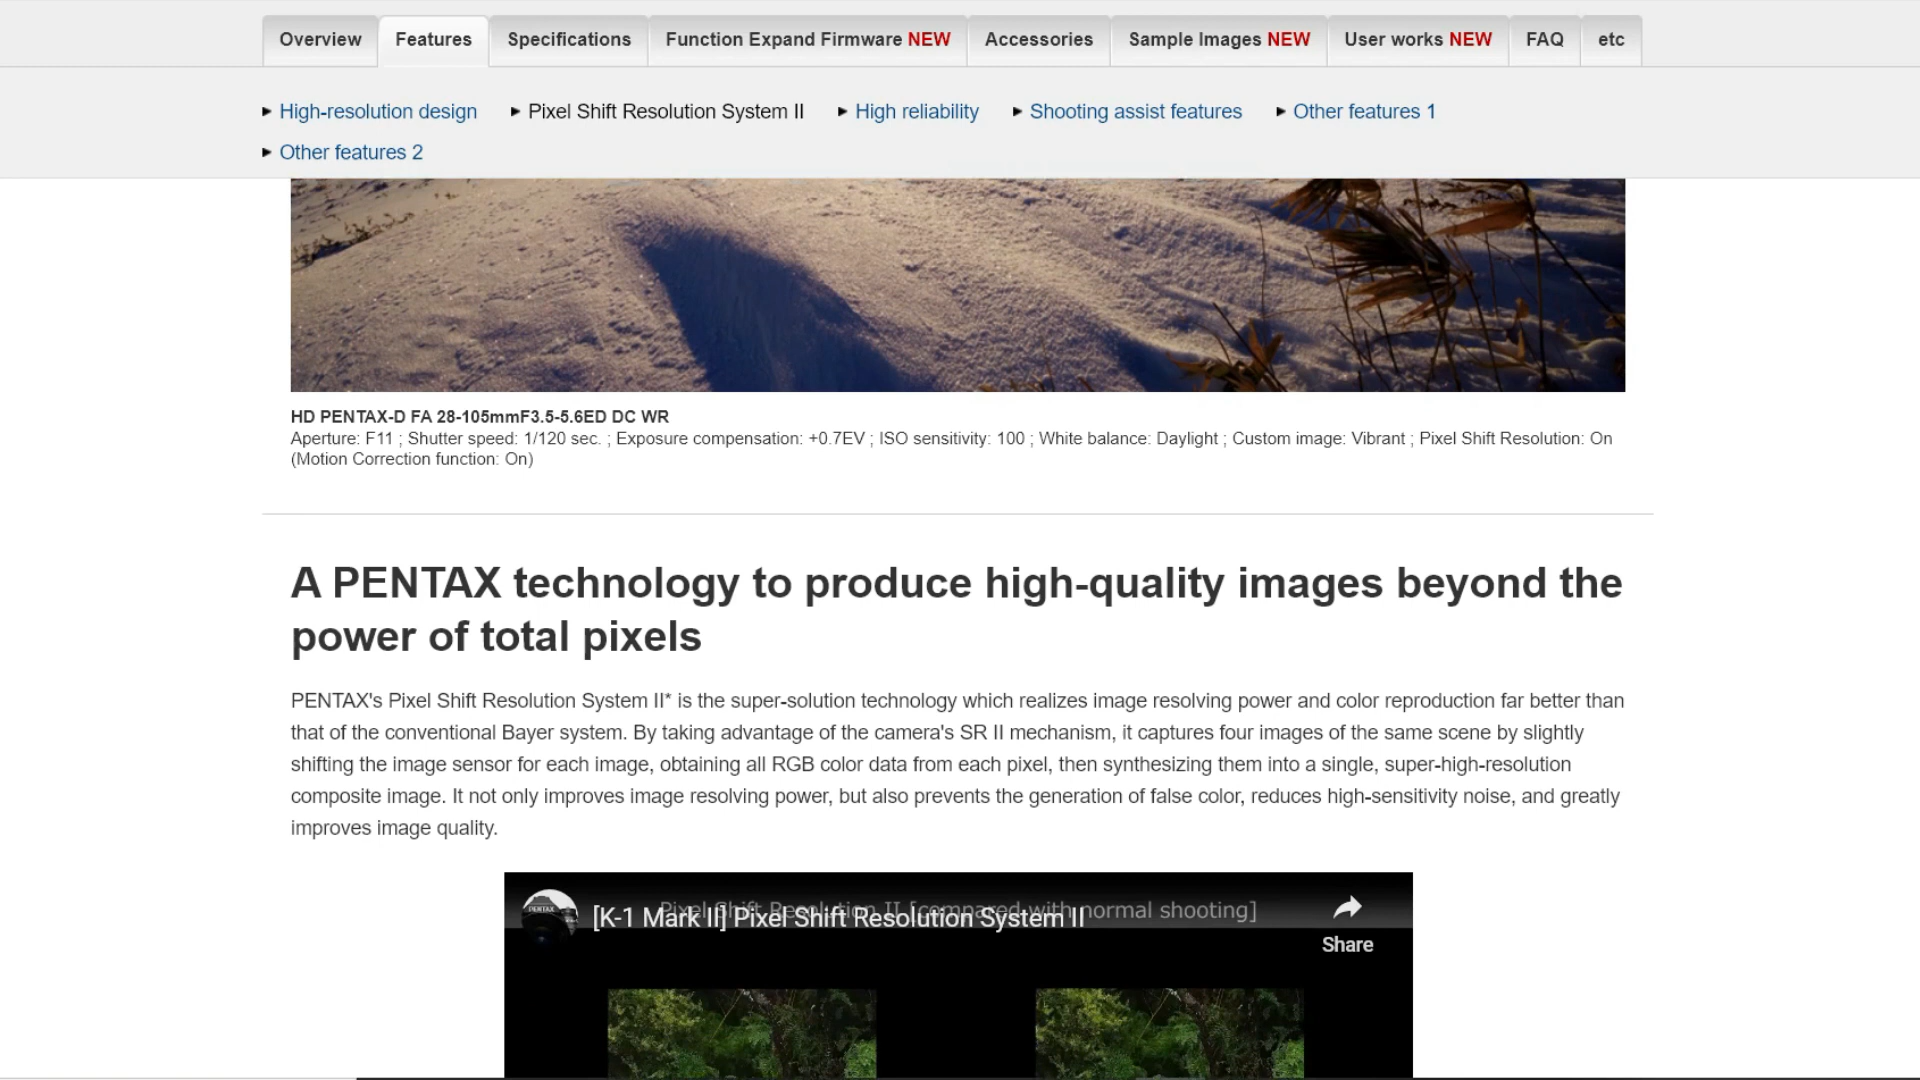 Overview Features Specifications Function Expand Firmware NEW Accessories Sample Images NEW User works NEW FAQ etc
High-resolution design Pixel Shift Resolution System II High reliability Shooting assist features Other features 1
Other features 2
HD PENTAX-D FA 28-105mmF3.5-5.6ED DC WR
Aperture: F11 ; Shutter speed: 1/120 sec. ; Exposure compensation: +0.7EV ; ISO sensitivity: 100 ; White balance: Daylight ; Custom image: Vibrant ; Pixel Shift Resolution: On
(Motion Correction function: On)
A PENTAX technology to produce high-quality images beyond the
power of total pixels
PENTAX's Pixel Shift Resolution System II* is the super-solution technology which realizes image resolving power and color reproduction far better than
that of the conventional Bayer system. By taking advantage of the camera's SR II mechanism, it captures four images of the same scene by slightly
shifting the image sensor for each image, obtaining all RGB color data from each pixel, then synthesizing them into a single, super-high-resolution
composite image. It not only improves image resolving power, but also prevents the generation of false color, reduces high-sensitivity noise, and greatly
improves image quality.
Pixel Shift Resolution II [compared with normal shooting]
PENTAX
[K-1 Mark II] Pixel Shift Resolution System II
Share